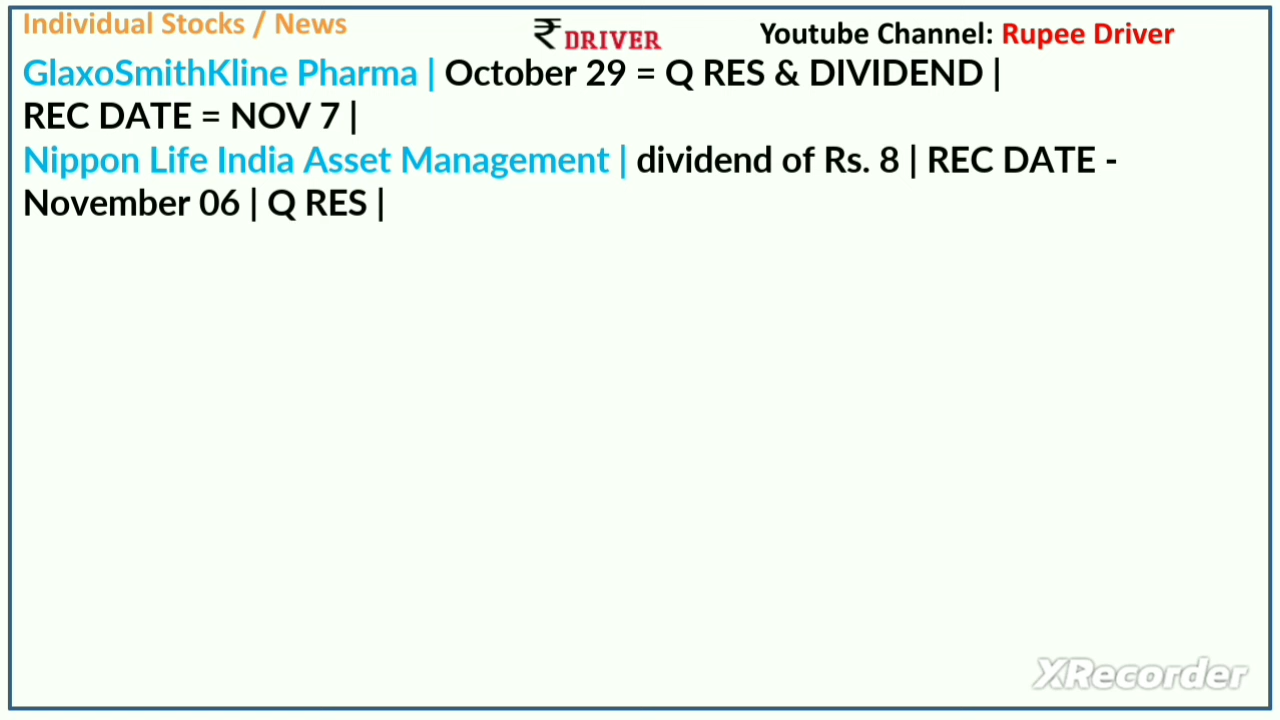 Individual Stocks / News
₹ DRIVER
Youtube Channel: Rupee Driver
GlaxoSmithKline Pharma | October 29 = Q RES & DIVIDEND |
REC DATE = NOV 7 |
Nippon Life India Asset Management | dividend of Rs. 8 | REC DATE -
November 06 | Q RES |
XRecorder